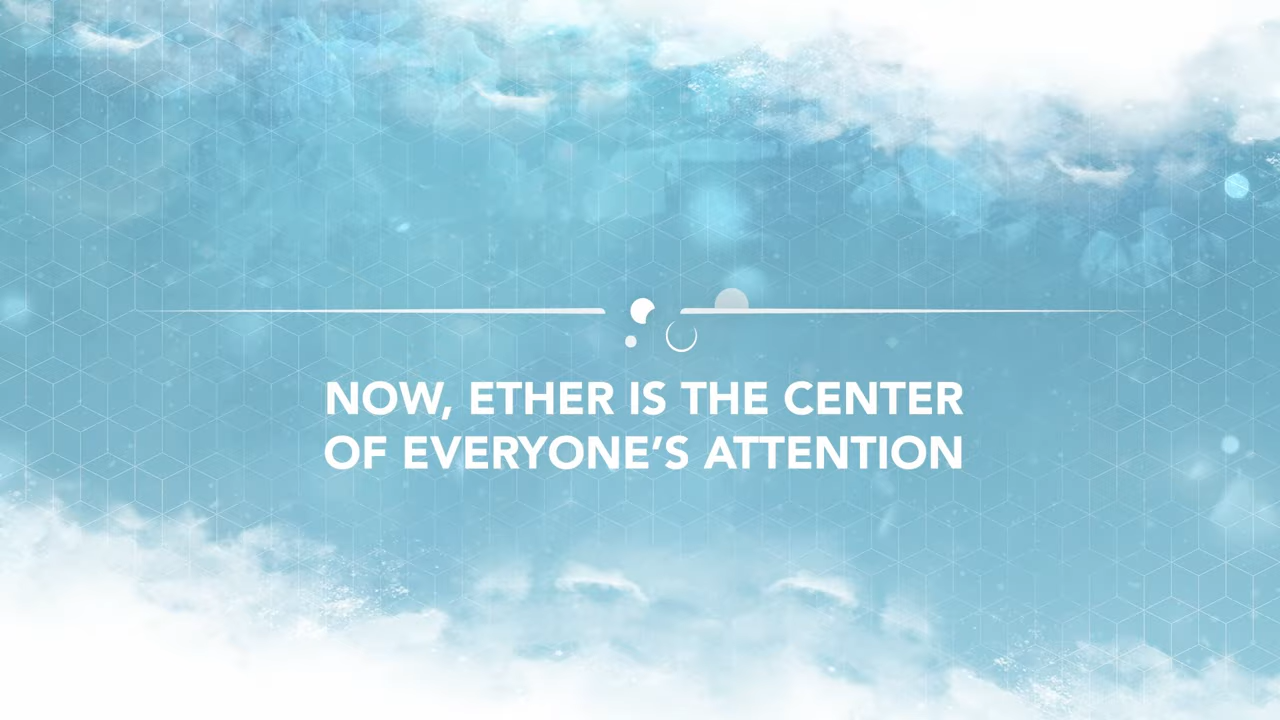 NOW, ETHER IS THE CENTER
OF EVERYONE’S ATTENTION